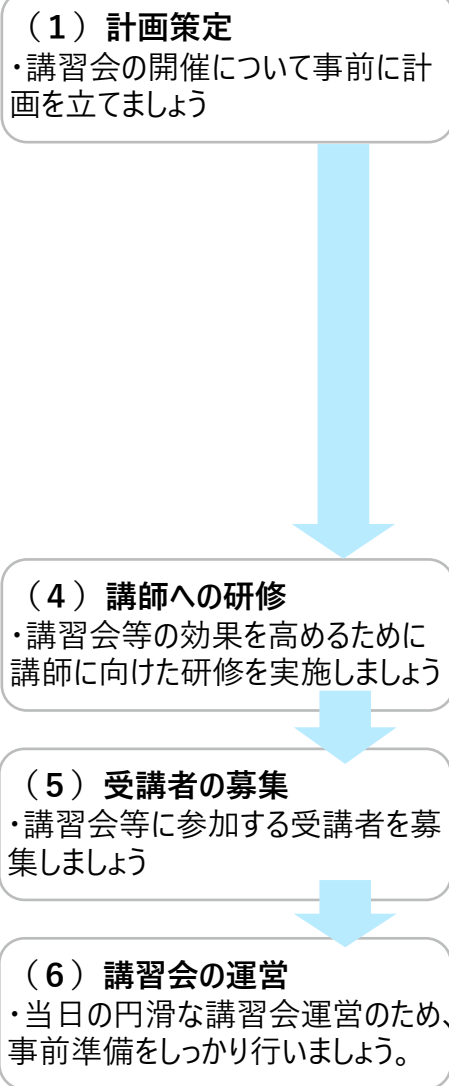 （１）計画策定
・講習会の開催について事前に計
画を立てましょう
（４）講師への研修
・講習会等の効果を高めるために
講師に向けた研修を実施しましょう
（５）受講者の募集
・講習会等に参加する受講者を募
集しましょう
（６）講習会の運営
・当日の円滑な講習会運営のため、
事前準備をしっかり行いましょう。